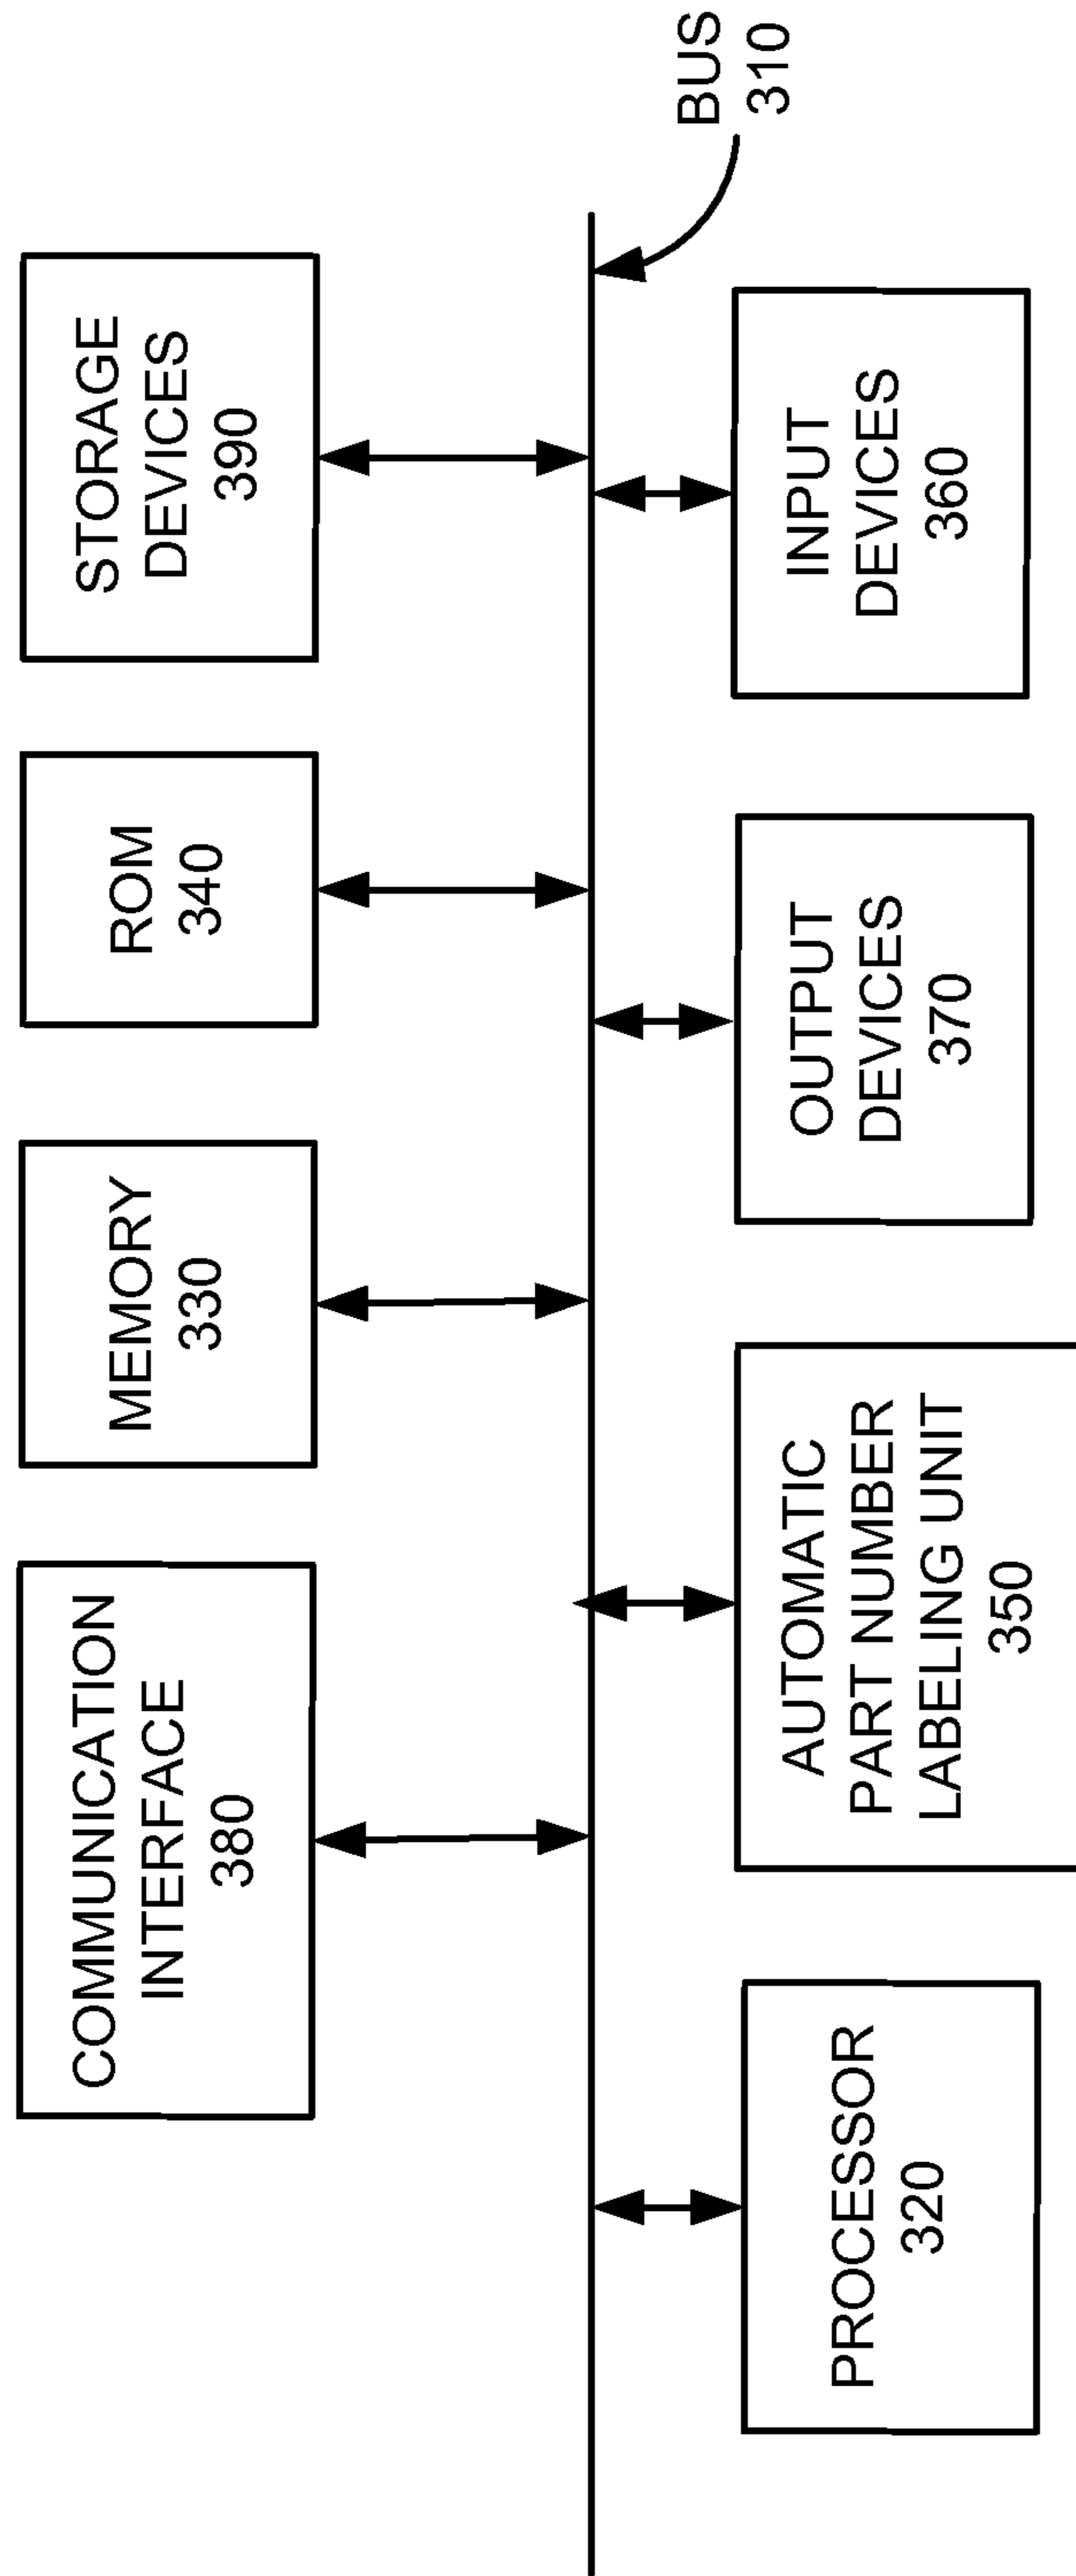 COMMUNICATION
INTERFACE
380
MEMORY
330
ROM
340
STORAGE
DEVICES
390
BUS
310
PROCESSOR
320
AUTOMATIC
PART NUMBER
LABELING UNIT
350
OUTPUT
DEVICES
370
INPUT
DEVICES
360